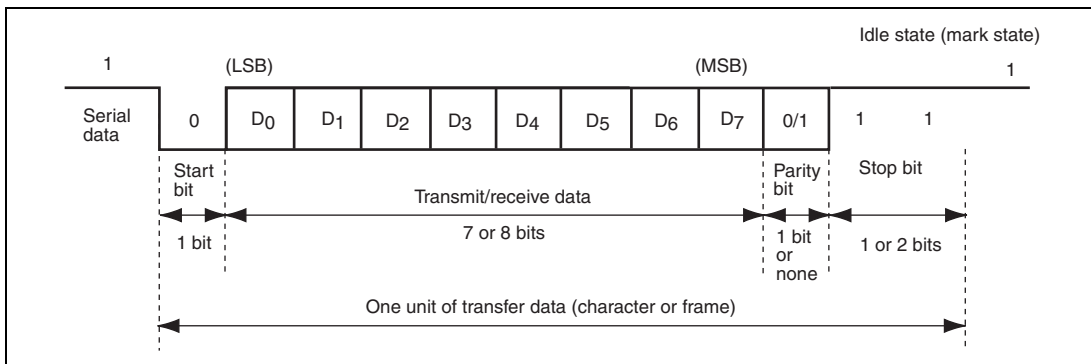 Idle state (mark state)
1 (LSB) (MSB) 1
Serial data 0 D0 D1 D2 D3 D4 D5 D6 D7 0/1 1 1
Start bit
Transmit/receive data
Parity bit
Stop bit
1 bit
7 or 8 bits
1 bit or none
1 or 2 bits
One unit of transfer data (character or frame)